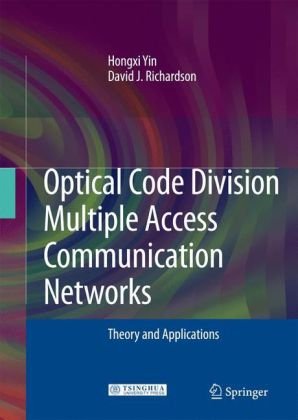 Hongxi Yin
David J. Richardson
Optical Code Division
Multiple Access
Communication
Networks
Theory and Applications
TSINGHUA
UNIVERSITY PRESS
Springer